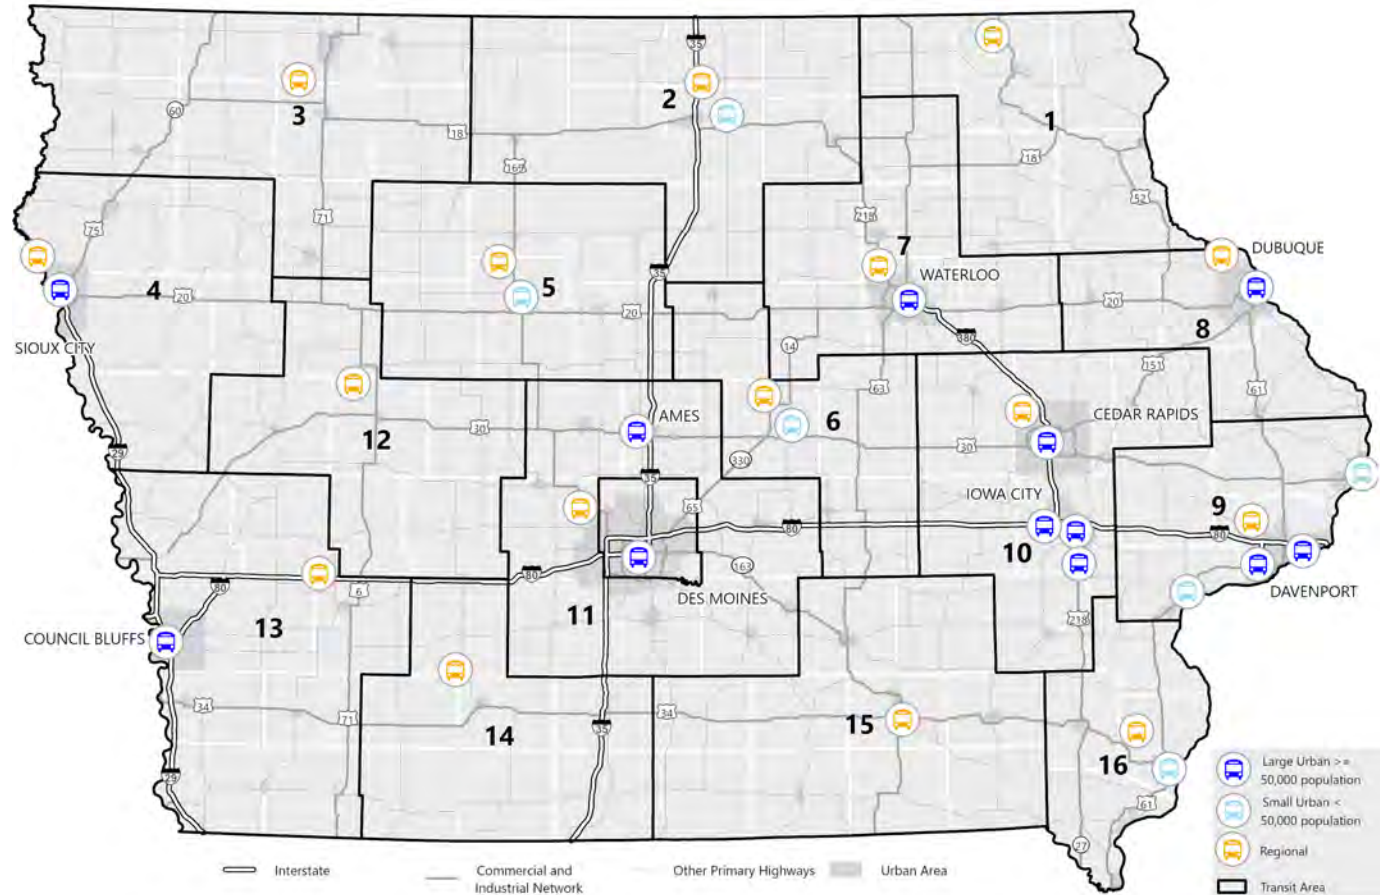 35
2
3
60
1
18
18
169
52
218
71
75
7
DUBUQUE
WATERLOO
35
4
5
20
20
20
8
380
SIOUX CITY
14
151
63
61
AMES
CEDAR RAPIDS
6
12
30
30
29
330
35
IOWA CITY
65
9
80
80
10
163
80
80
6
DES MOINES
11
DAVENPORT
218
13
COUNCIL BLUFFS
34
71
34
35
14
15
16
29
61
27
Large Urban >=
50,000 population
Small Urban <
50,000 population
Regional
Transit Area
Interstate
Commercial and
Industrial Network
Other Primary Highways
Urban Area